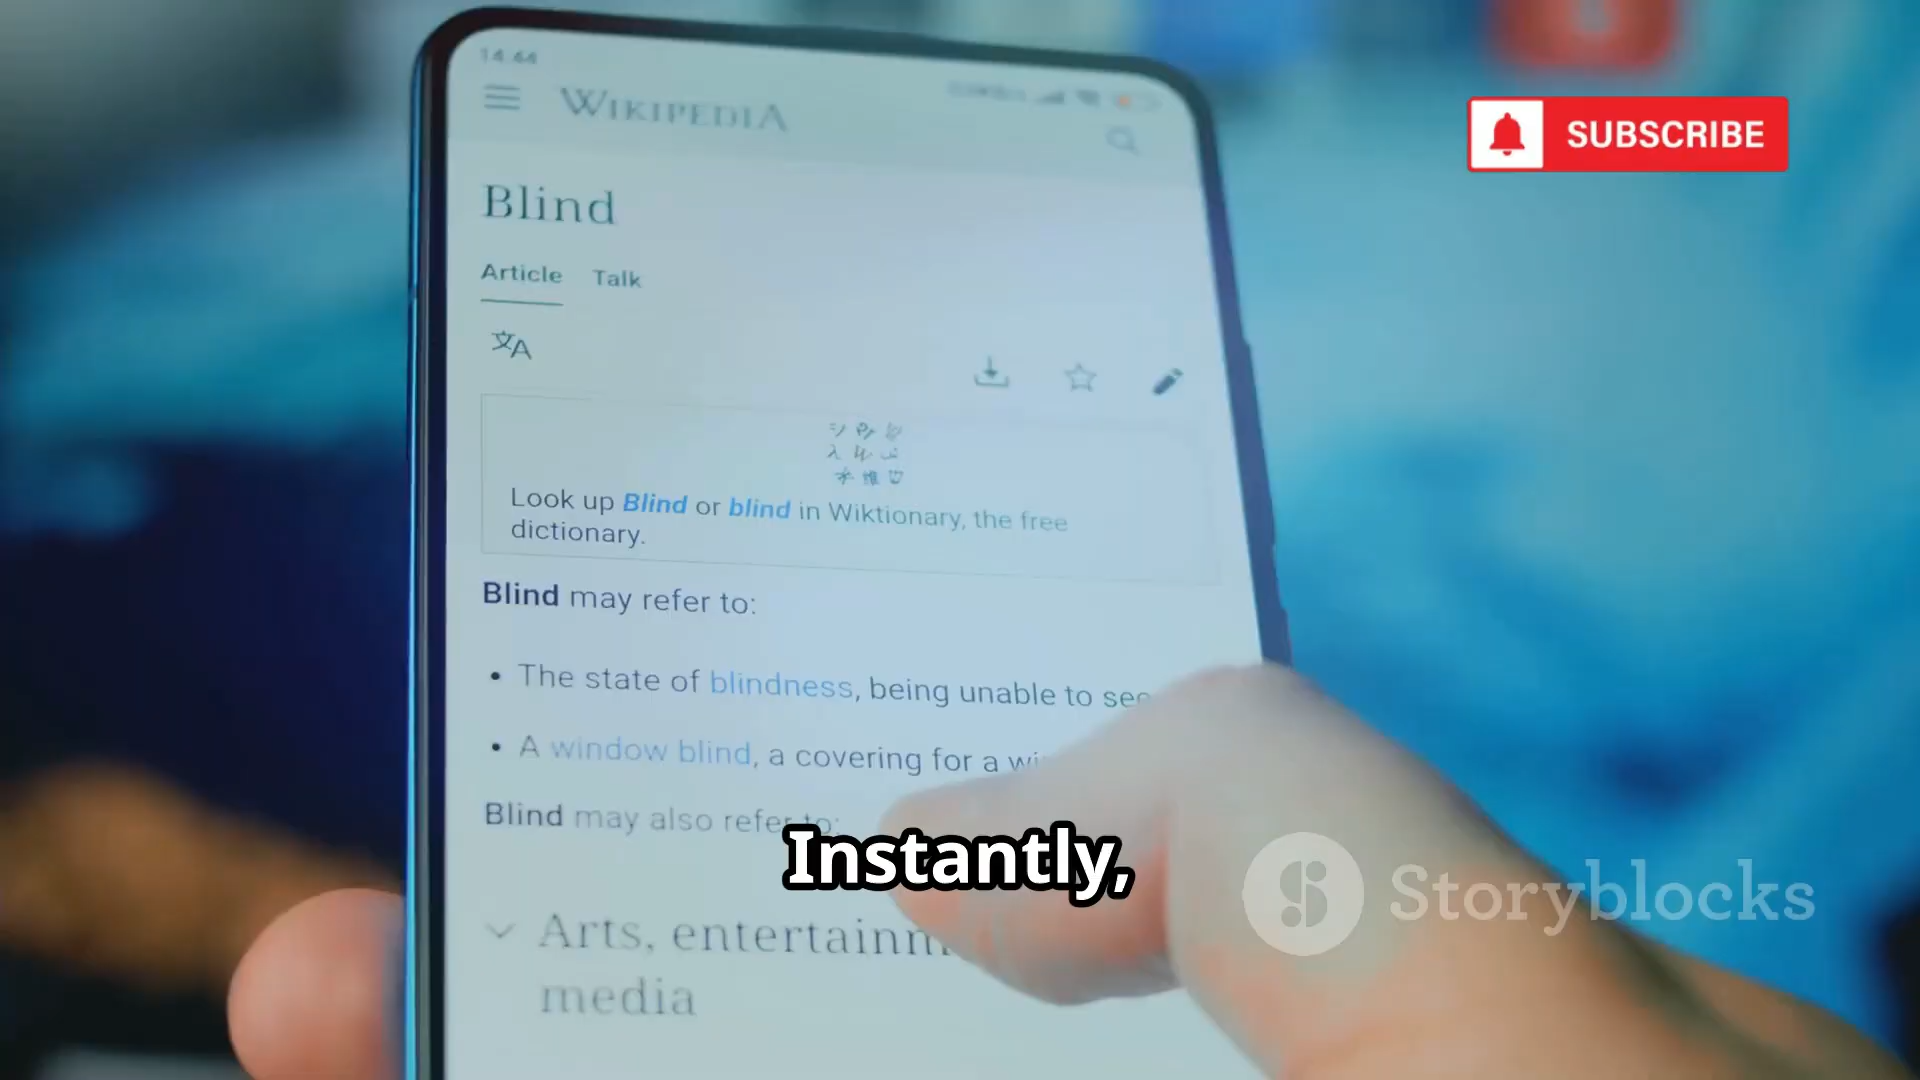 14:44
WIKIPEDIA
SUBSCRIBE
Blind
Article Talk
文A
Look up Blind or blind in Wiktionary, the free
dictionary.
Blind may refer to:
• The state of blindness, being unable to see
• A window blind, a covering for a
Blind may also refer to:
Instantly,
Storyblocks
Arts,
media